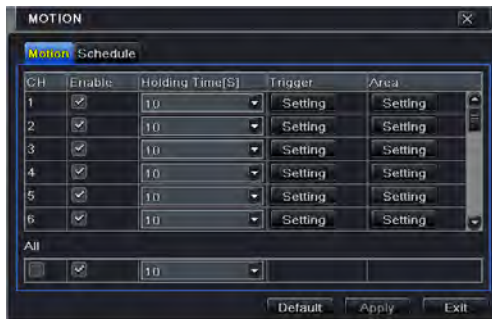 MOTION
Motion Schedule
CH Enable Holding Time[S] Trigger Area
1 10 Setting Setting
2 10 Setting Setting
3 10 Setting Setting
4 10 Setting Setting
5 10 Setting Setting
6 10 Setting Setting
All
10
Default Apply Exit